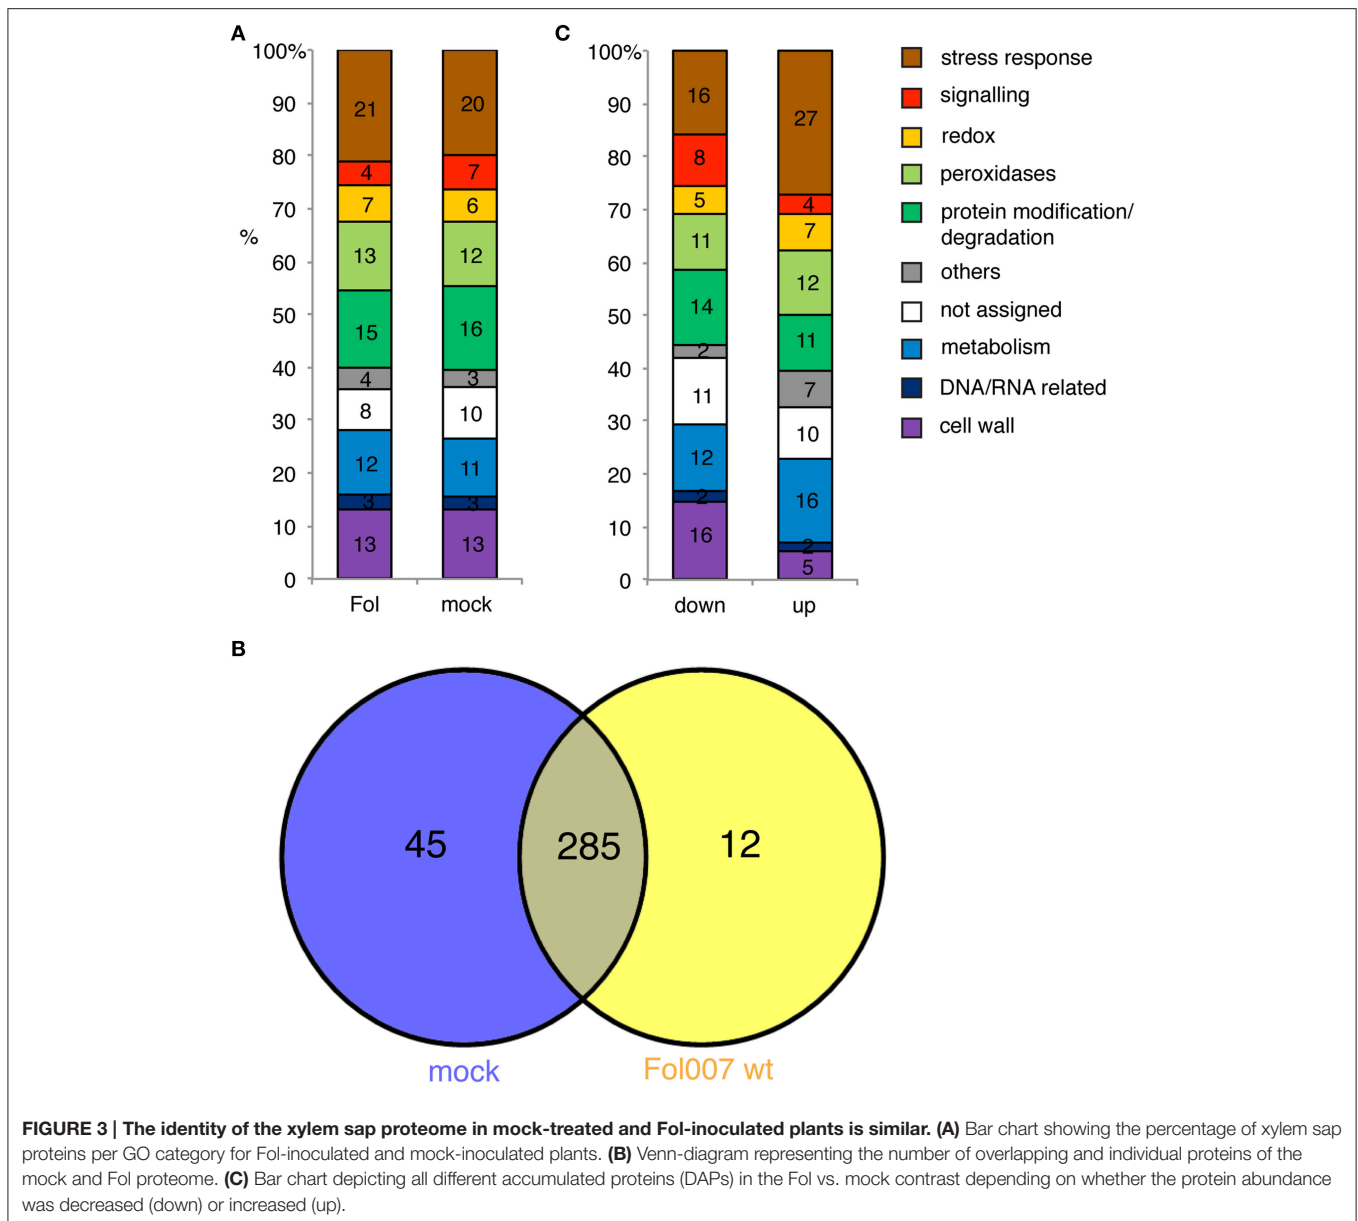 A
100%
90
80
70
60
50
40
30
20
10
0
%
21
4
7
13
15
4
8
12
3
13
20
7
6
12
16
3
10
11
3
13
Fol
mock
C
100%
90
80
70
60
50
40
30
20
10
0
16
8
5
11
14
2
11
12
2
16
27
4
7
12
11
7
10
16
2
5
down
up
stress response
signalling
redox
peroxidases
protein modification/
degradation
others
not assigned
metabolism
DNA/RNA related
cell wall
B
45
285
12
mock
Fol007 wt
FIGURE 3 | The identity of the xylem sap proteome in mock-treated and Fol-inoculated plants is similar. (A) Bar chart showing the percentage of xylem sap
proteins per GO category for Fol-inoculated and mock-inoculated plants. (B) Venn-diagram representing the number of overlapping and individual proteins of the
mock and Fol proteome. (C) Bar chart depicting all different accumulated proteins (DAPs) in the Fol vs. mock contrast depending on whether the protein abundance
was decreased (down) or increased (up).